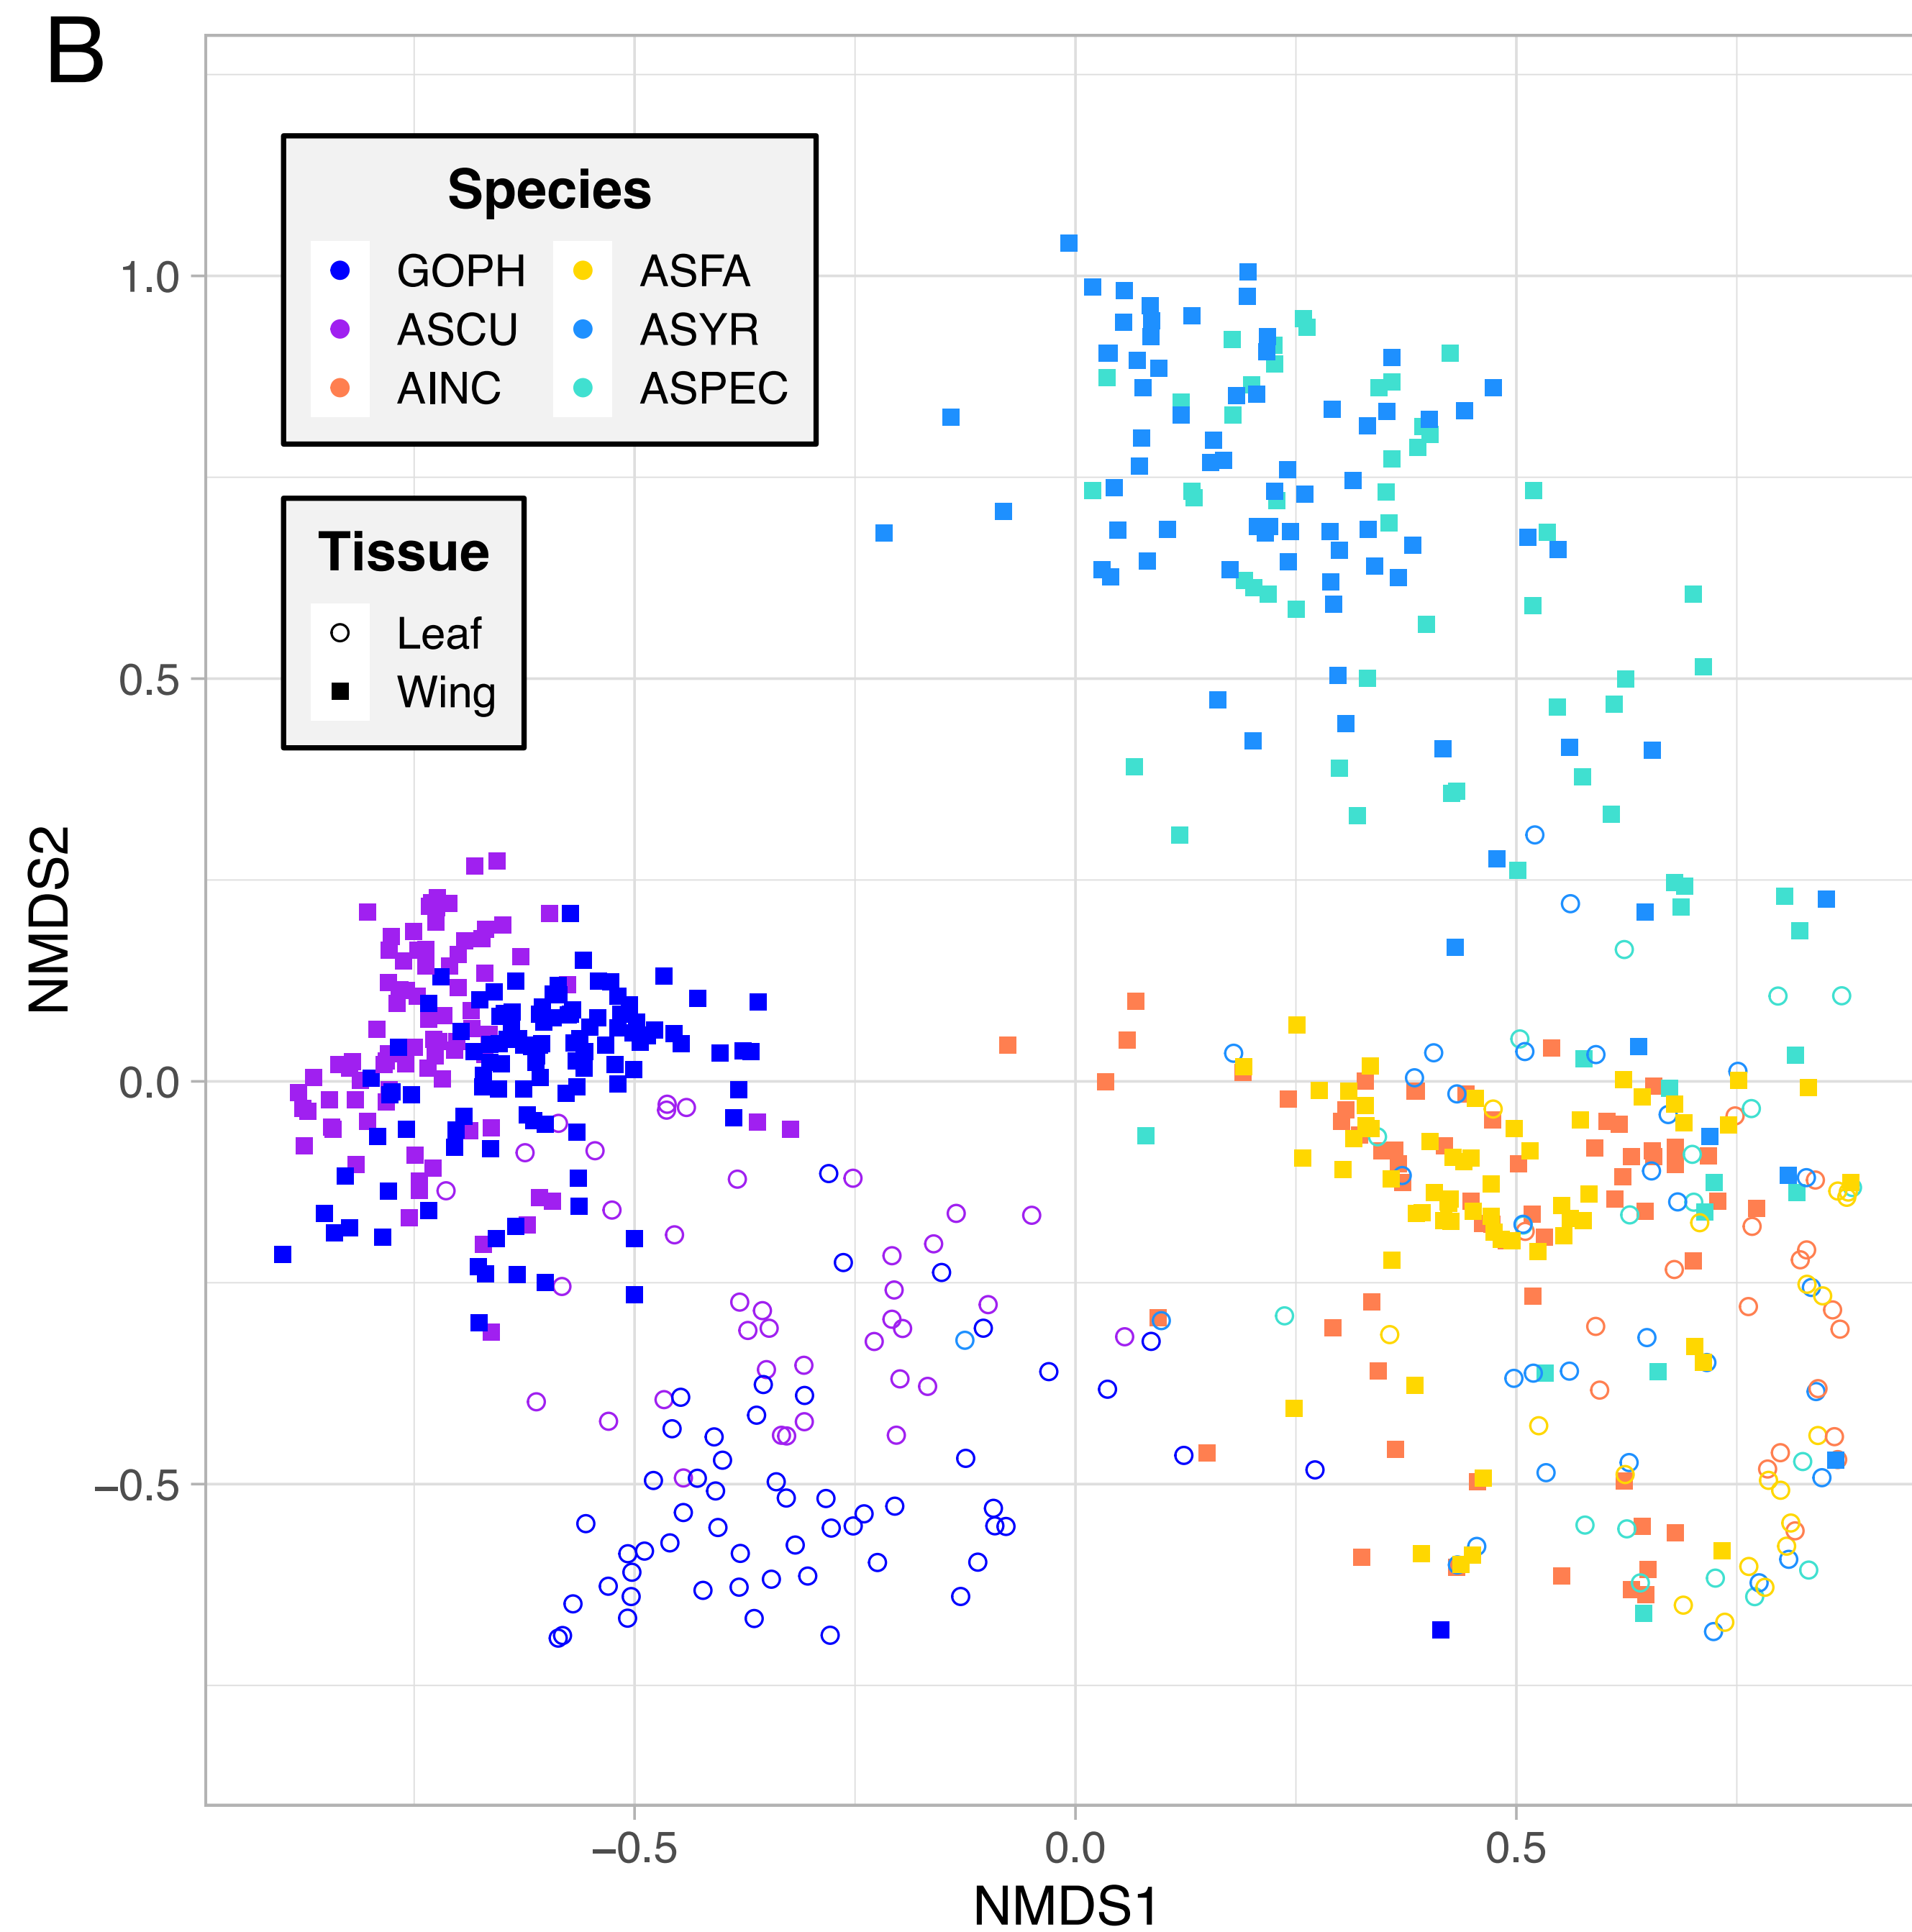 B
Species
GOPH ASFA
ASCU ASYR
AINC ASPEC
Tissue
Leaf
Wing
NMDS2
1.0
0.5
0.0
−0.5
−0.5 0.0 0.5
NMDS1